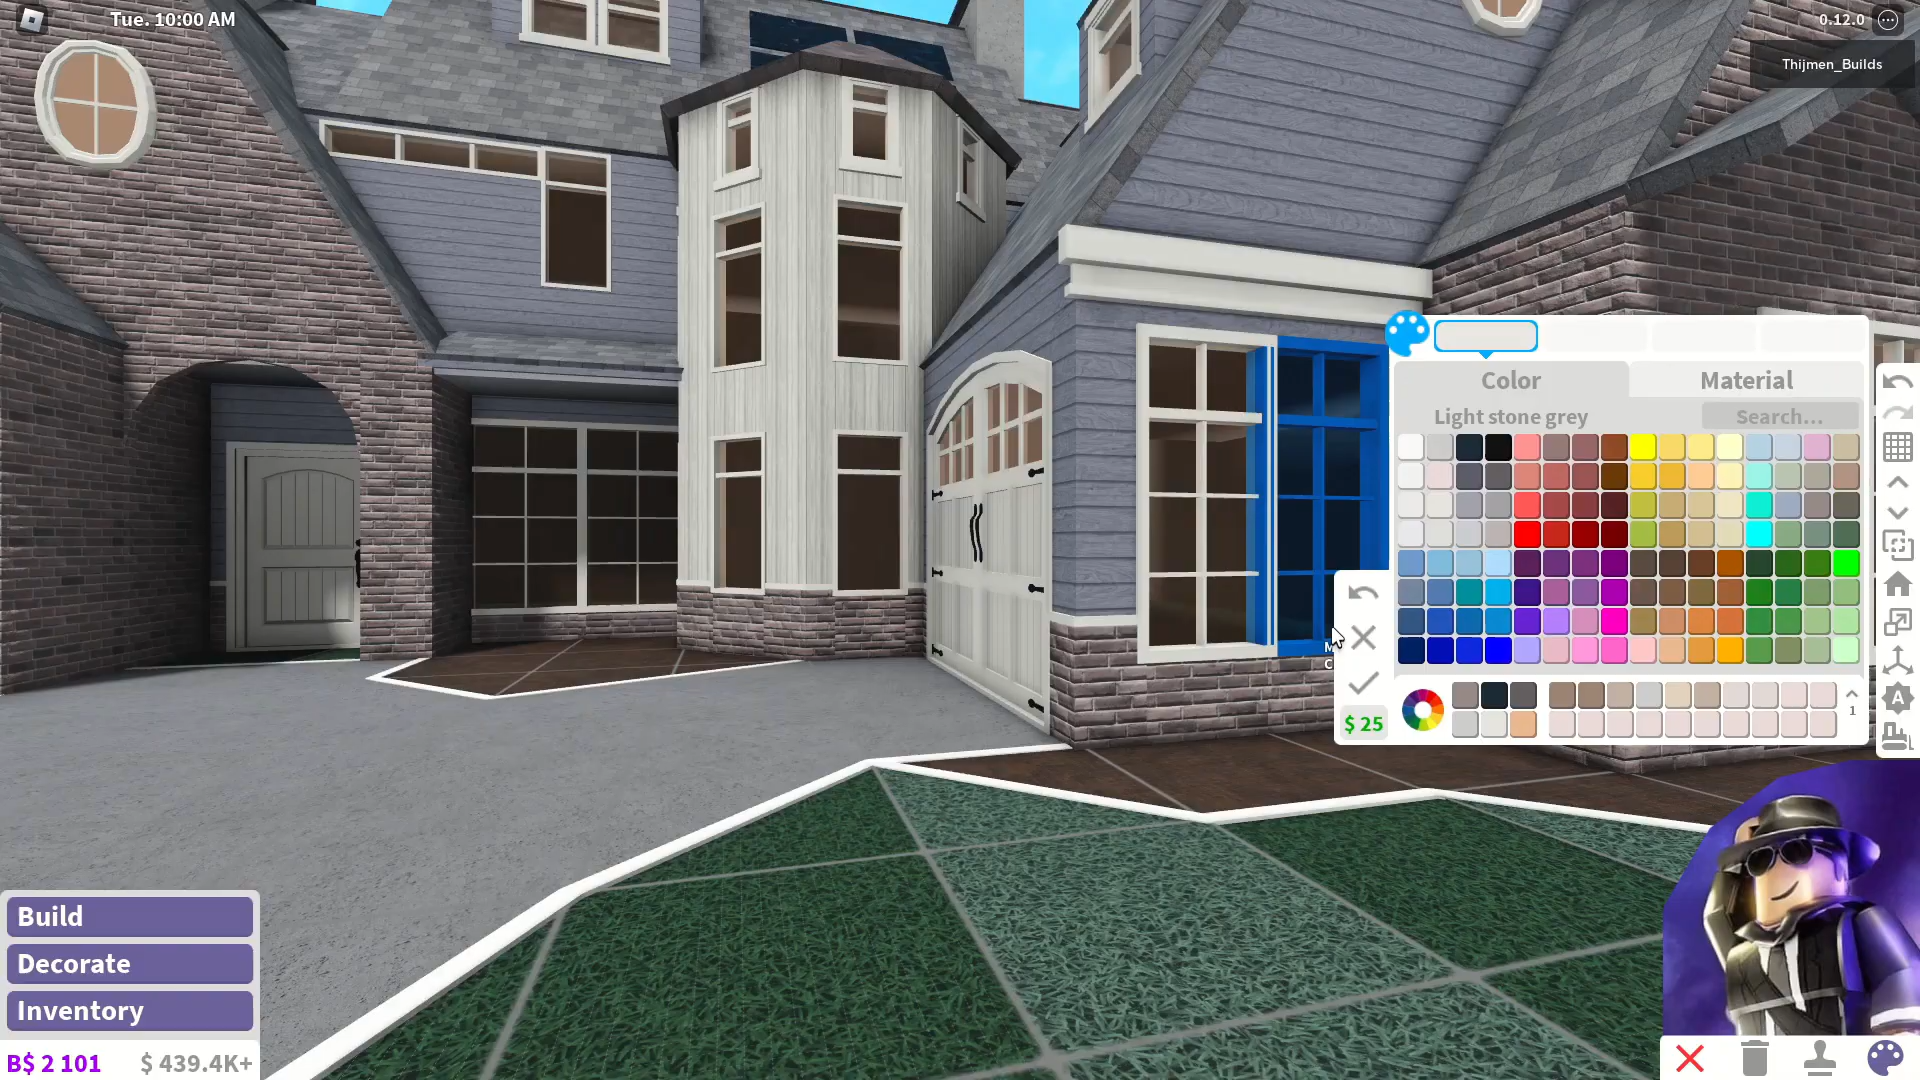 Tue. 10:00 AM
0.12.0
Thijmen_Builds
Color
Material
Light stone grey
Search...
M
C
$ 25
1
A
Build
Decorate
Inventory
B$ 2 101
$ 439.4K+